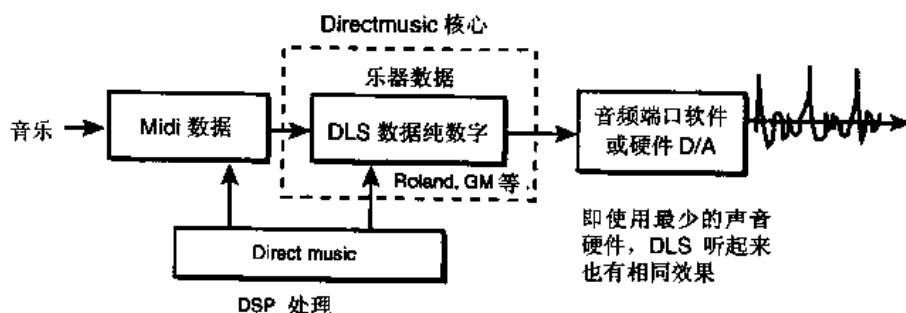 Directmusic 核心
乐器数据
音乐
Midi 数据
DLS 数据纯数字
音频端口软件
或硬件 D/A
Roland, GM 等
Direct music
DSP 处理
即使用最少的声音
硬件，DLS 听起来
也有相同效果